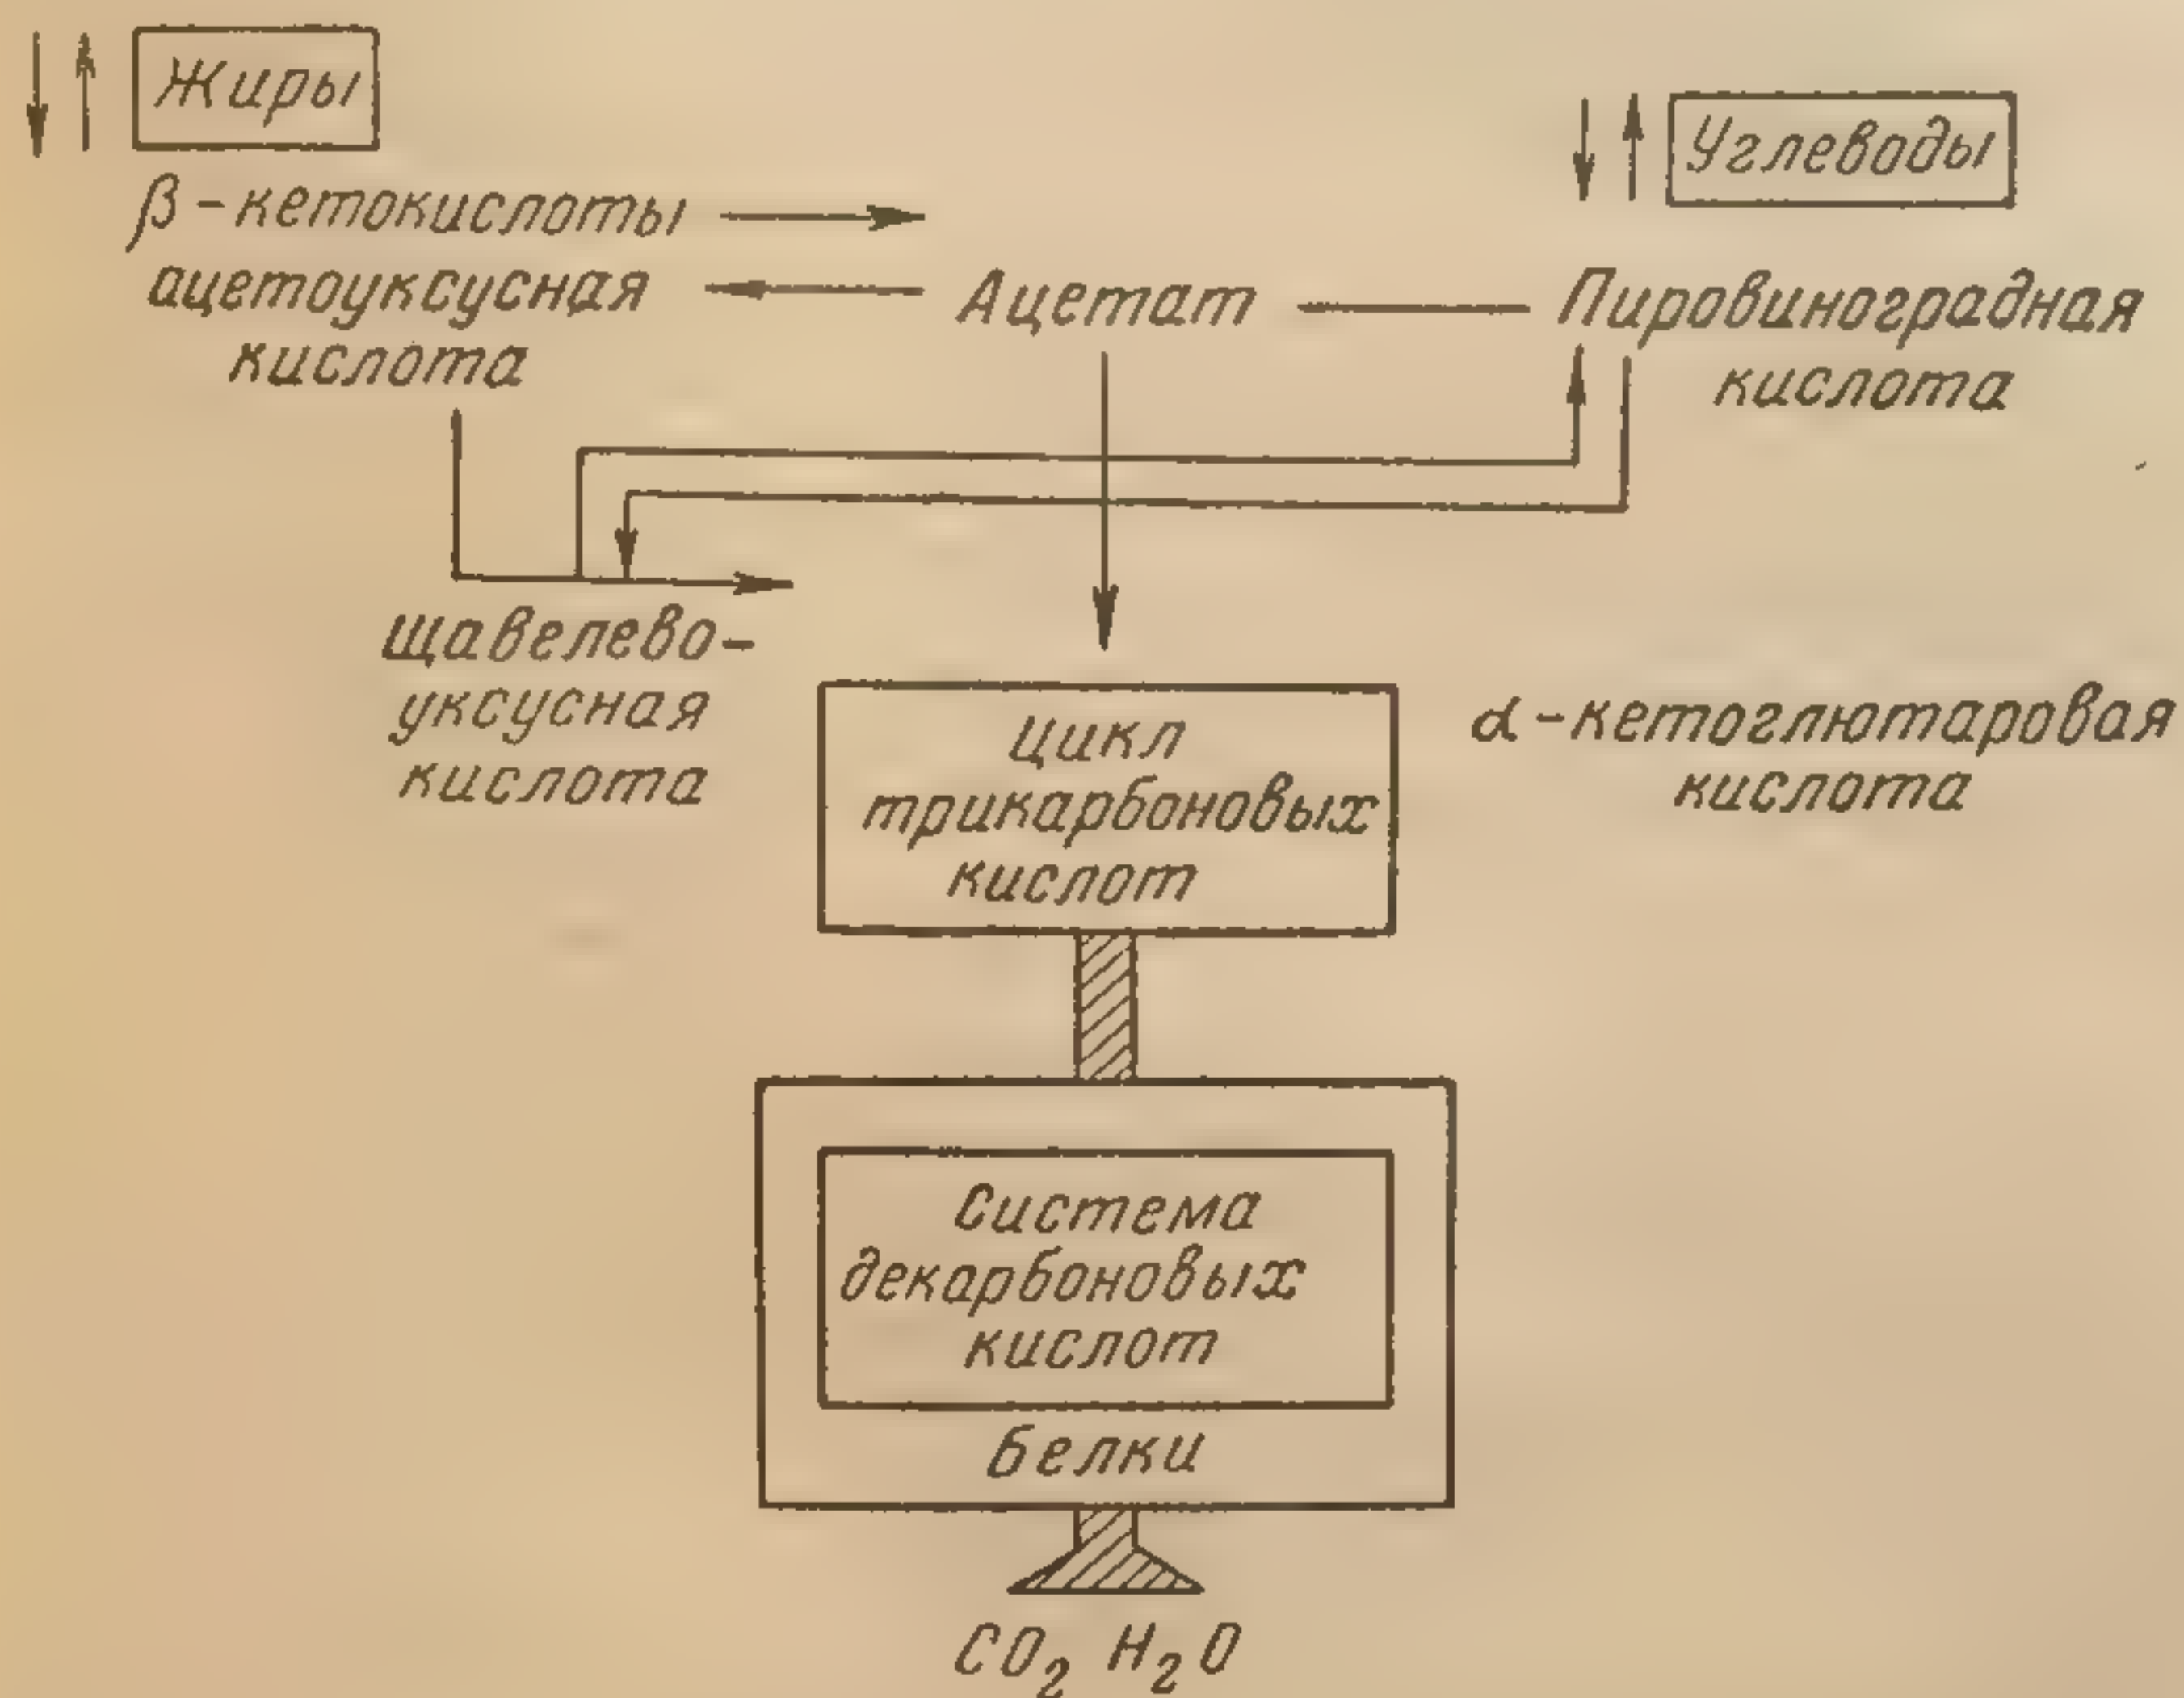 Жиры
Углеводы
β-кетокислоты
ацетоуксусная
кислота
Ацетат
Пировиноградная
кислота
щавелево-
уксусная
кислота
Цикл
трикарбоновых
кислот
α-кетоглютаровая
кислота
Система
декарбоновых
кислот
Белки
CO₂ H₂O